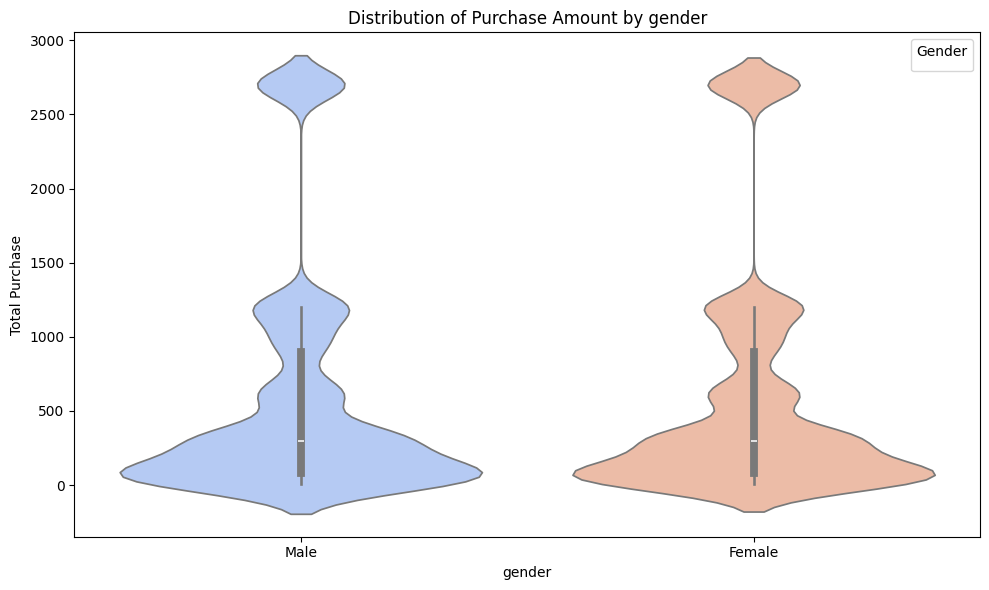 Distribution of Purchase Amount by gender
Gender
Total Purchase
3000
2500
2000
1500
1000
500
0
Male
Female
gender